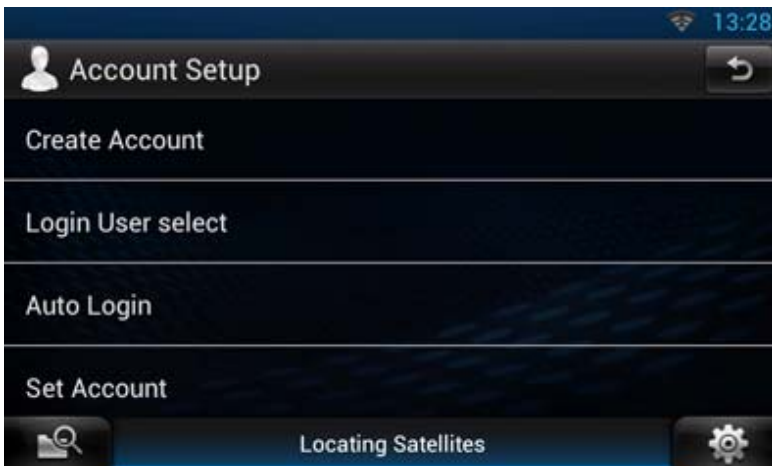 13:28
Account Setup
Create Account
Login User select
Auto Login
Set Account
Locating Satellites